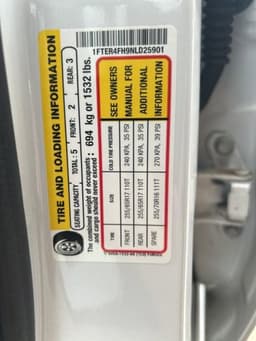 1FTER4FH9NLD25901
TIRE AND LOADING INFORMATION
SEATING CAPACITY TOTAL: 5 FRONT: 2 REAR: 3
The combined weight of occupants and cargo should never exceed : 694 kg or 1532 lbs.
TIRE SIZE COLD TIRE PRESSURE
FRONT 255/65R17 110T 240 KPA, 35 PSI
REAR 255/65R17 110T 240 KPA, 35 PSI
SPARE 255/70R16 111T 270 KPA, 39 PSI
SEE OWNERS
MANUAL FOR
ADDITIONAL
INFORMATION